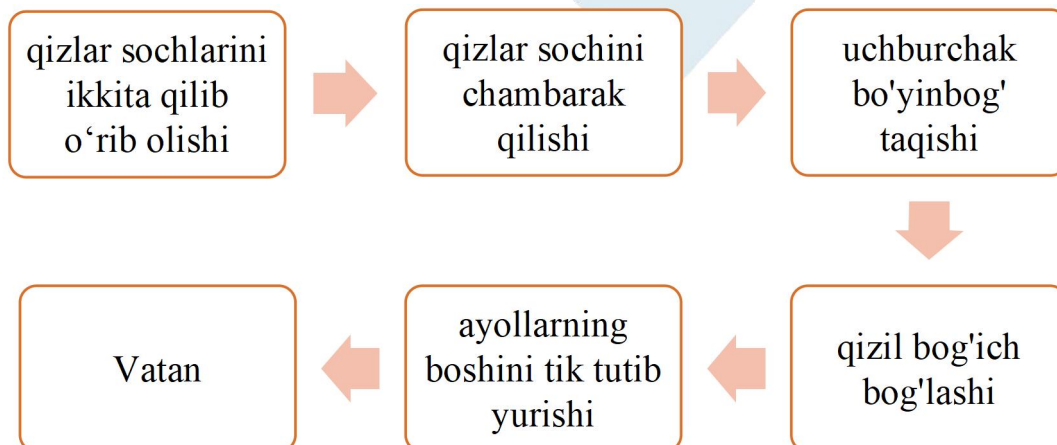 qizlar sochlarini
ikkita qilib
o‘rib olishi
qizlar sochini
chambarak
qilishi
uchburchak
bo'yinbog'
taqishi
qizil bog'ich
bog'lashi
ayollarning
boshini tik tutib
yurishi
Vatan